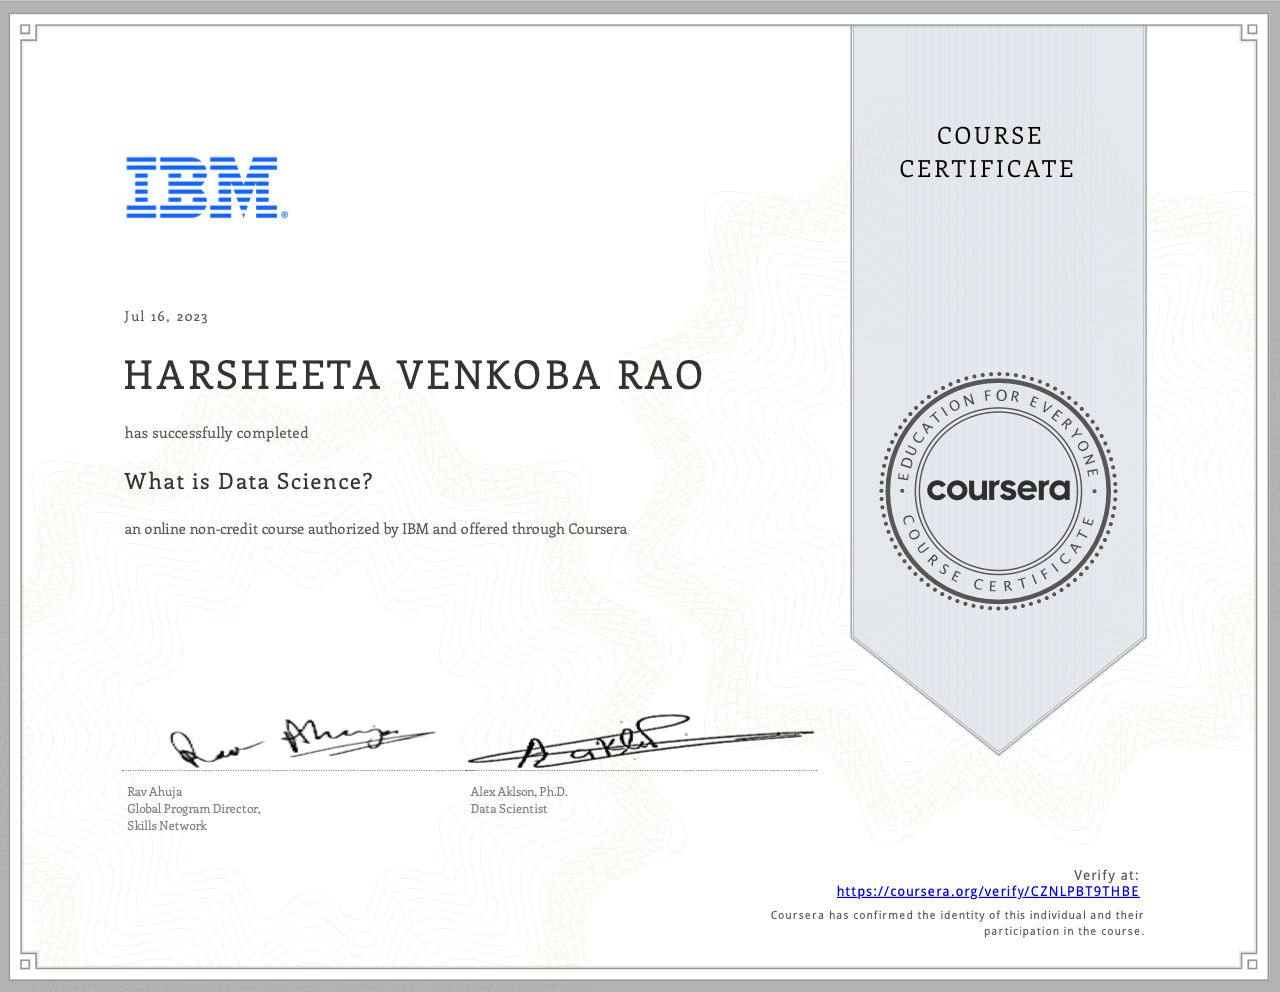 COURSE
CERTIFICATE
IBM®
Jul 16, 2023
HARSHEETA VENKOBA RAO
has successfully completed
What is Data Science?
an online non-credit course authorized by IBM and offered through Coursera
EDUCATION FOR EVERYONE
coursera
COURSE CERTIFICATE
Rav Ahuja
Rav Ahuja
Global Program Director,
Skills Network
Alex Aklson, Ph.D.
Data Scientist
Verify at:
https://coursera.org/verify/CZNLPBT9THBE
Coursera has confirmed the identity of this individual and their
participation in the course.